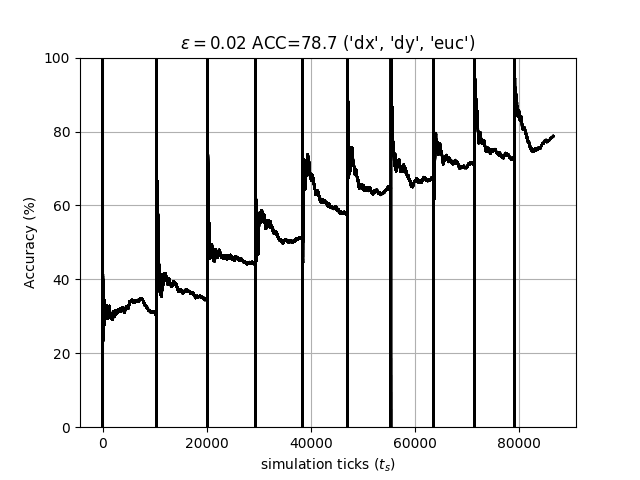 ε = 0.02 ACC=78.7 ('dx', 'dy', 'euc')
100
80
60
40
20
0
Accuracy (%)
0 20000 40000 60000 80000
simulation ticks (tₛ)